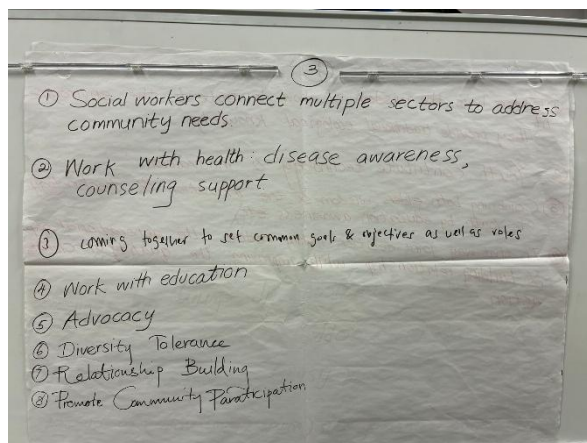 ③
① Social workers connect multiple sectors to address
community needs
② Work with health: disease awareness,
counseling support
③ coming together to set common goals & objectives as well as roles
④ Work with education
⑤ Advocacy
⑥ Diversity Tolerance
⑦ Relationship Building
⑧ Promote Community Paraticipation